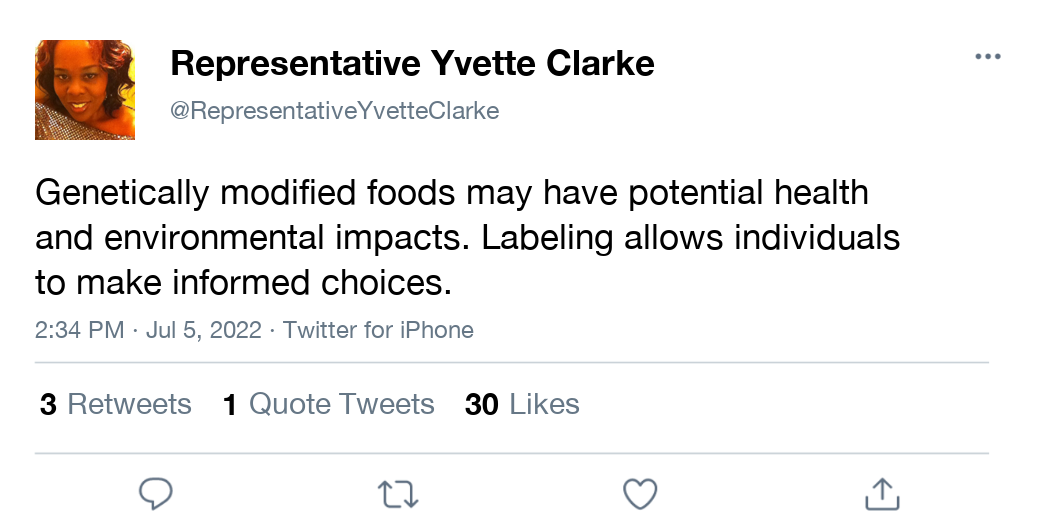 Representative Yvette Clarke
@RepresentativeYvetteClarke
Genetically modified foods may have potential health
and environmental impacts. Labeling allows individuals
to make informed choices.
2:34 PM · Jul 5, 2022 · Twitter for iPhone
3 Retweets 1 Quote Tweets 30 Likes